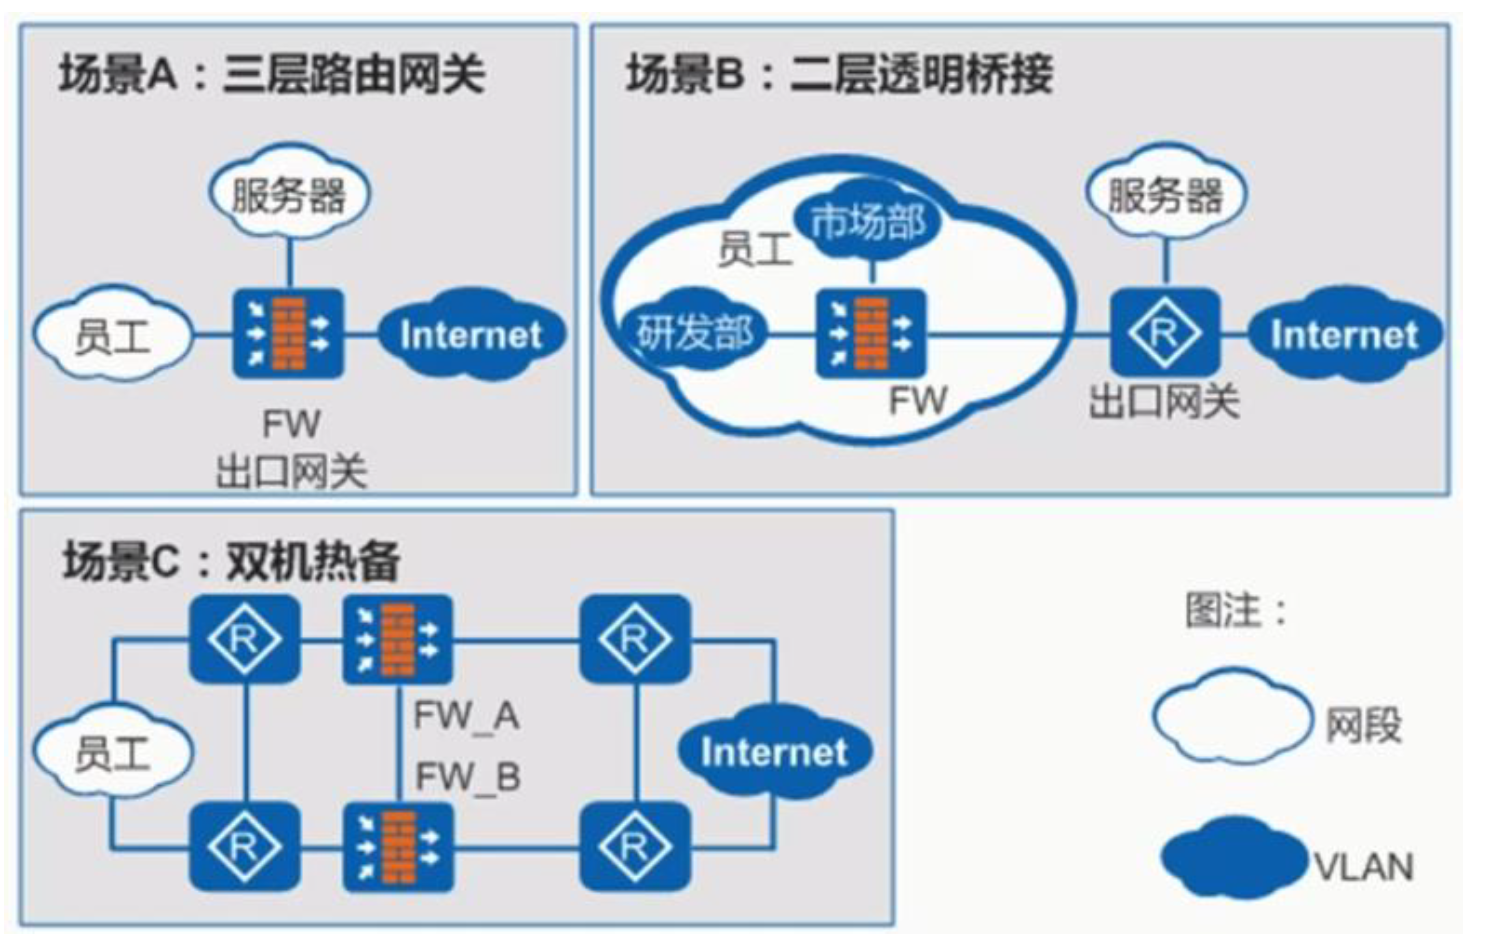 场景A：三层路由网关
服务器
员工
Internet
FW
出口网关
场景B：二层透明桥接
市场部
员工
研发部
FW
服务器
R
Internet
出口网关
场景C：双机热备
R
R
FW_A
员工
Internet
FW_B
R
R
图注：
网段
VLAN